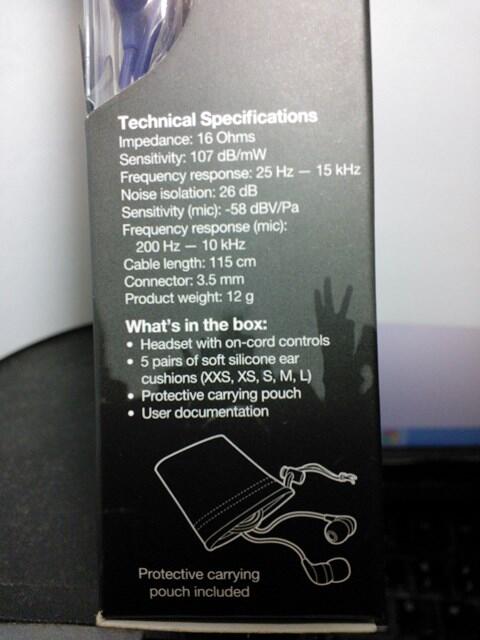 Technical Specifications
Impedance: 16 Ohms
Sensitivity: 107 dB/mW
Frequency response: 25 Hz — 15 kHz
Noise isolation: 26 dB
Sensitivity (mic): -58 dBV/Pa
Frequency response (mic):
200 Hz — 10 kHz
Cable length: 115 cm
Connector: 3.5 mm
Product weight: 12 g
What's in the box:
• Headset with on-cord controls
• 5 pairs of soft silicone ear
cushions (XXS, XS, S, M, L)
• Protective carrying pouch
• User documentation
Protective carrying
pouch included